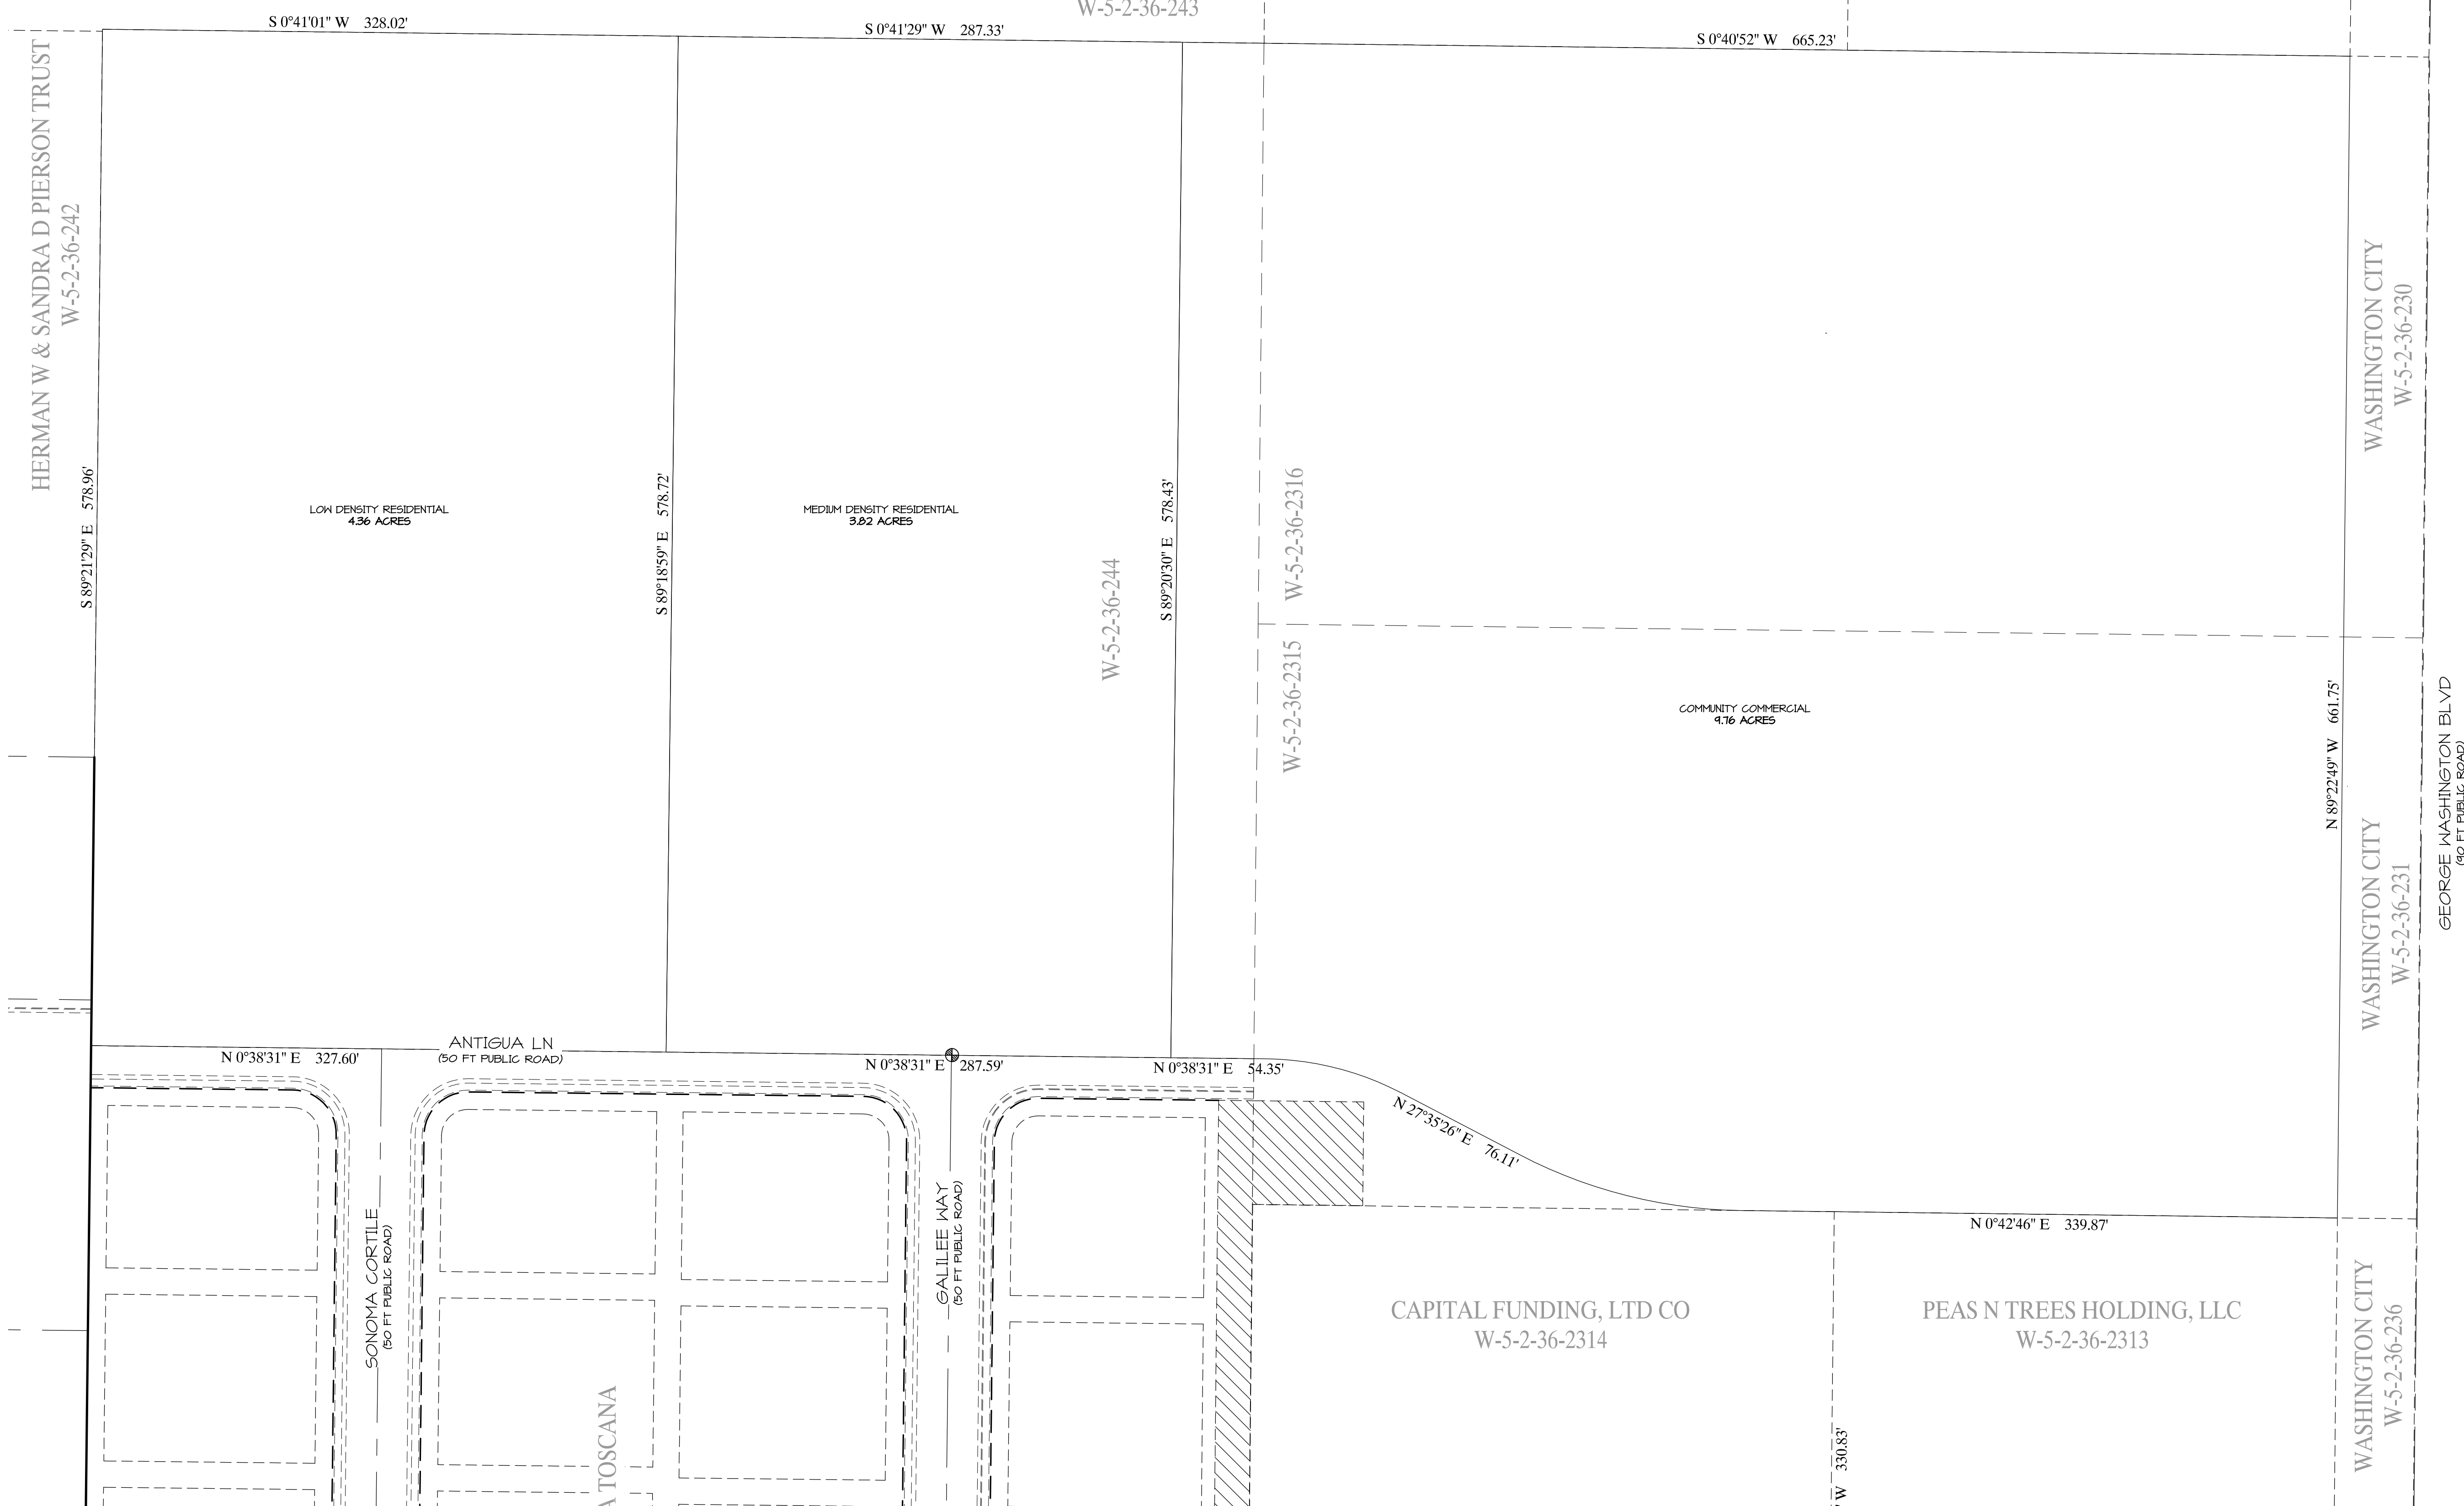 W-5-2-36-243
S 0°41'01" W 328.02'
S 0°41'29" W 287.33'
S 0°40'52" W 665.23'
HERMAN W & SANDRA D PIERSON TRUST
W-5-2-36-242
S 89°21'29" E 578.96'
LOW DENSITY RESIDENTIAL
4.36 ACRES
S 89°18'59" E 578.72'
MEDIUM DENSITY RESIDENTIAL
3.82 ACRES
W-5-2-36-244
S 89°20'30" E 578.43'
W-5-2-36-2316
W-5-2-36-2315
COMMUNITY COMMERCIAL
9.76 ACRES
N 89°22'49" W 661.75'
WASHINGTON CITY
W-5-2-36-230
WASHINGTON CITY
W-5-2-36-231
GEORGE WASHINGTON BLVD
(90 FT PUBLIC ROAD)
N 0°38'31" E 327.60'
ANTIGUA LN
(50 FT PUBLIC ROAD)
N 0°38'31" E 287.59'
N 0°38'31" E 54.35'
N 27°35'26" E 76.11'
N 0°42'46" E 339.87'
SONOMA CORTILE
(50 FT PUBLIC ROAD)
GALILEE WAY
(50 FT PUBLIC ROAD)
CAPITAL FUNDING, LTD CO
W-5-2-36-2314
PEAS N TREES HOLDING, LLC
W-5-2-36-2313
WASHINGTON CITY
W-5-2-36-236
TOSCANA
W 330.83'